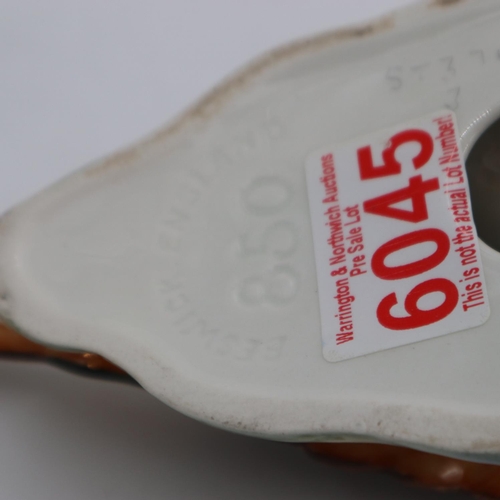 Warrington & Northwich Auctions
Pre Sale Lot
6045
This is not the actual Lot Number!
850